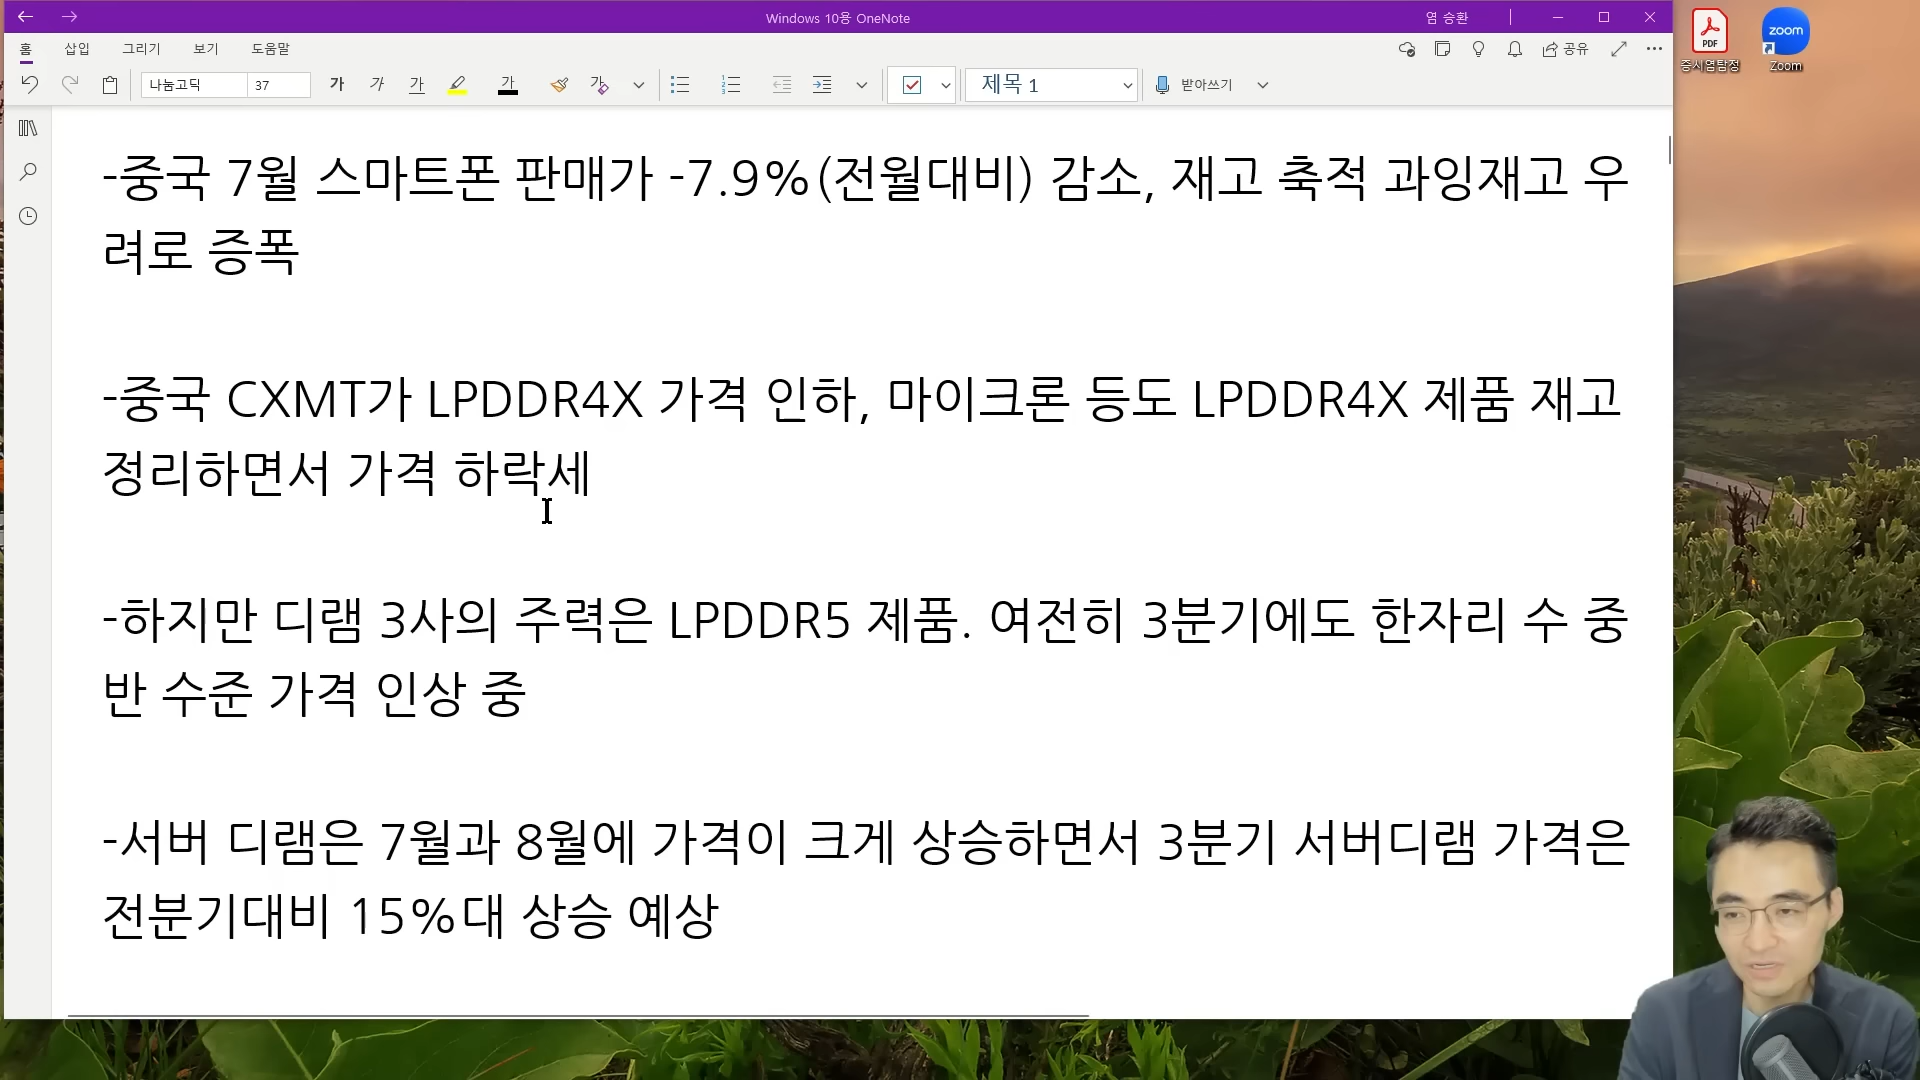 Windows 10용 OneNote
염 승환
홈 삽입 그리기 보기 도움말
공유
나눔고딕 37 가 가 가 가 가 제목 1 받아쓰기
-중국 7월 스마트폰 판매가 -7.9%(전월대비) 감소, 재고 축적 과잉재고 우
려로 증폭
-중국 CXMT가 LPDDR4X 가격 인하, 마이크론 등도 LPDDR4X 제품 재고
정리하면서 가격 하락세
-하지만 디램 3사의 주력은 LPDDR5 제품. 여전히 3분기에도 한자리 수 중
반 수준 가격 인상 중
-서버 디램은 7월과 8월에 가격이 크게 상승하면서 3분기 서버디램 가격은
전분기대비 15%대 상승 예상
PDF
증시염탐정
zoom
Zoom